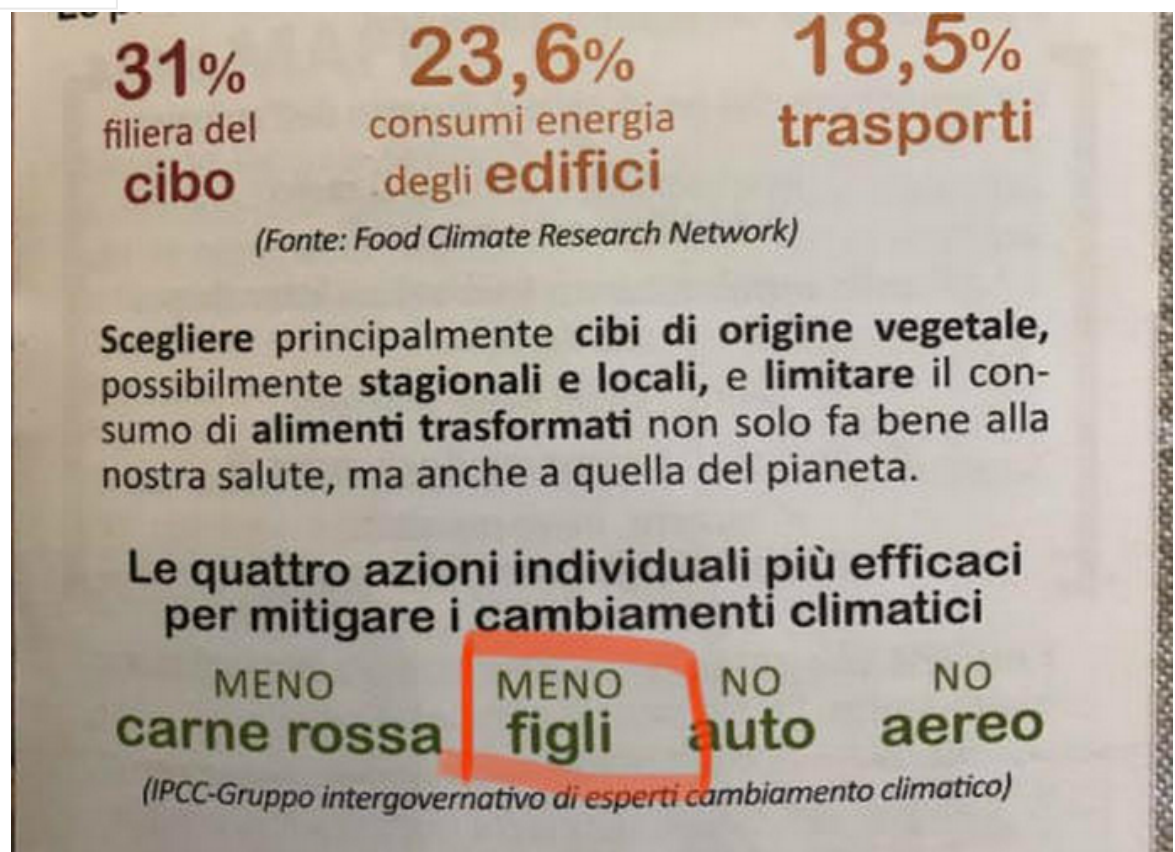 31% 23,6% 18,5%
filiera del consumi energia trasporti
cibo degli edifici
(Fonte: Food Climate Research Network)
Scegliere principalmente cibi di origine vegetale,
possibilmente stagionali e locali, e limitare il con-
sumo di alimenti trasformati non solo fa bene alla
nostra salute, ma anche a quella del pianeta.
Le quattro azioni individuali più efficaci
per mitigare i cambiamenti climatici
MENO MENO NO NO
carne rossa figli auto aereo
(IPCC-Gruppo intergovernativo di esperti cambiamento climatico)